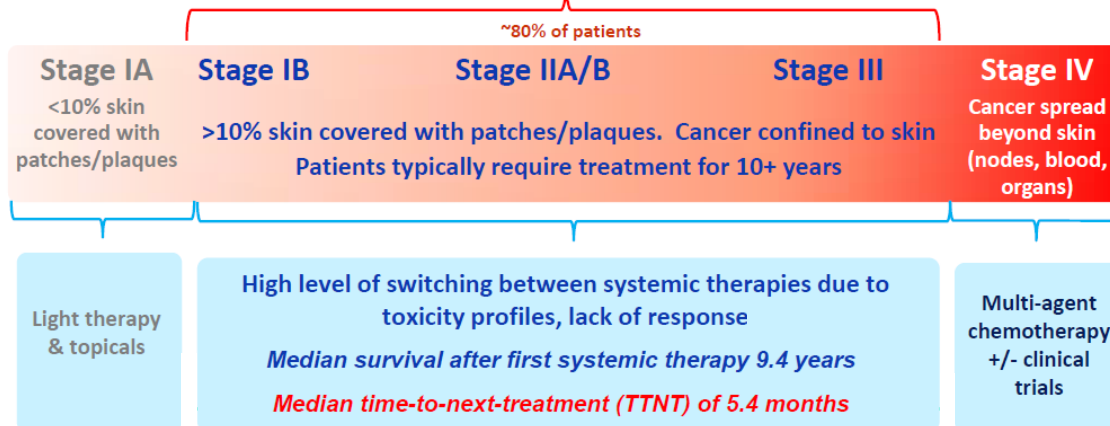 ~80% of patients
Stage IA
<10% skin
covered with
patches/plaques
Stage IB
Stage IIA/B
Stage III
>10% skin covered with patches/plaques. Cancer confined to skin
Patients typically require treatment for 10+ years
Stage IV
Cancer spread
beyond skin
(nodes, blood,
organs)
Light therapy
& topicals
High level of switching between systemic therapies due to
toxicity profiles, lack of response
Median survival after first systemic therapy 9.4 years
Median time-to-next-treatment (TTNT) of 5.4 months
Multi-agent
chemotherapy
+/- clinical
trials